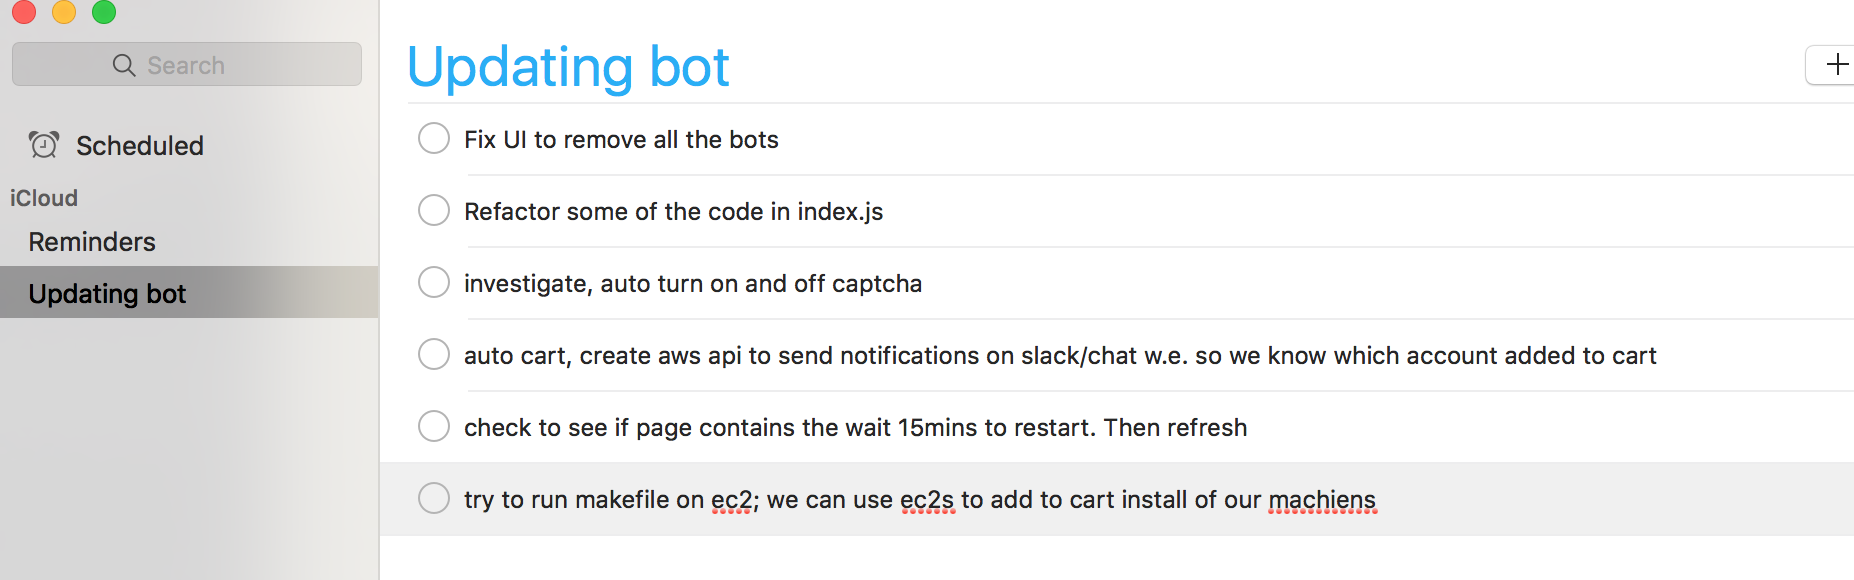 Search
Scheduled
iCloud
Reminders
Updating bot
Updating bot
Fix UI to remove all the bots
Refactor some of the code in index.js
investigate, auto turn on and off captcha
auto cart, create aws api to send notifications on slack/chat w.e. so we know which account added to cart
check to see if page contains the wait 15mins to restart. Then refresh
try to run makefile on ec2; we can use ec2s to add to cart install of our machiens